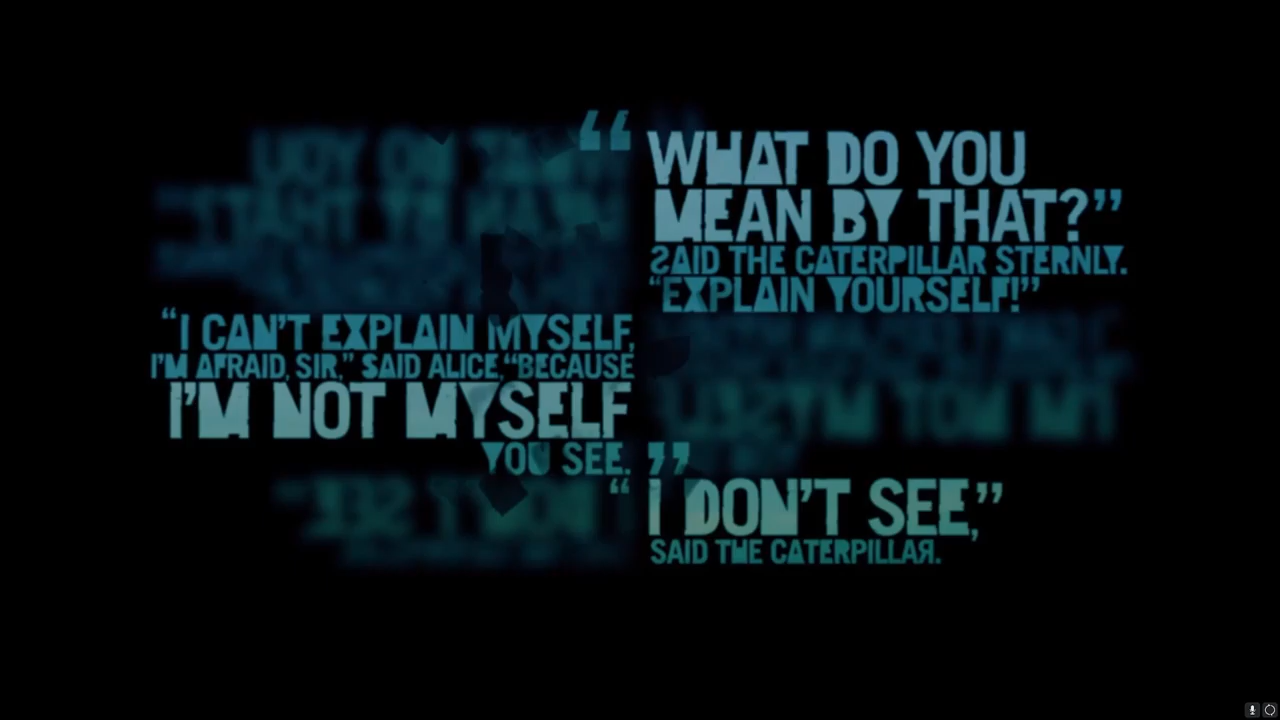 “WHAT DO YOU
MEAN BY THAT?”
SAID THE CATERPILLAR STERNLY.
“EXPLAIN YOURSELF!”
“I CAN’T EXPLAIN MYSELF,
I’M AFRAID, SIR,” SAID ALICE,“BECAUSE
I’M NOT MYSELF
YOU SEE.”
“I DON’T SEE,”
SAID THE CATERPILLAR.